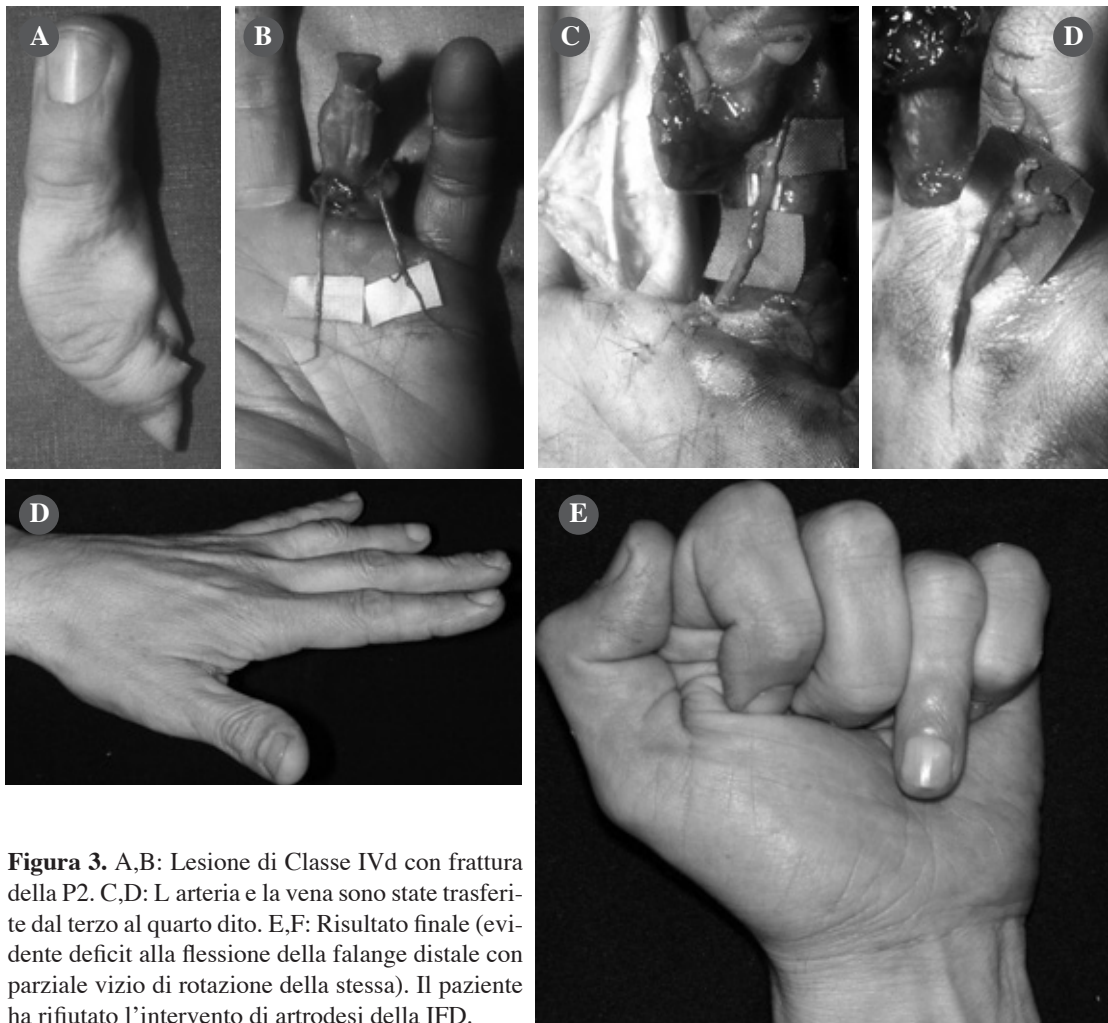 A
B
C
D
D
E
Figura 3. A,B: Lesione di Classe IVd con frattura
della P2. C,D: L arteria e la vena sono state trasferi-
te dal terzo al quarto dito. E,F: Risultato finale (evi-
dente deficit alla flessione della falange distale con
parziale vizio di rotazione della stessa). Il paziente
ha rifiutato l'intervento di artrodesi della IFD.